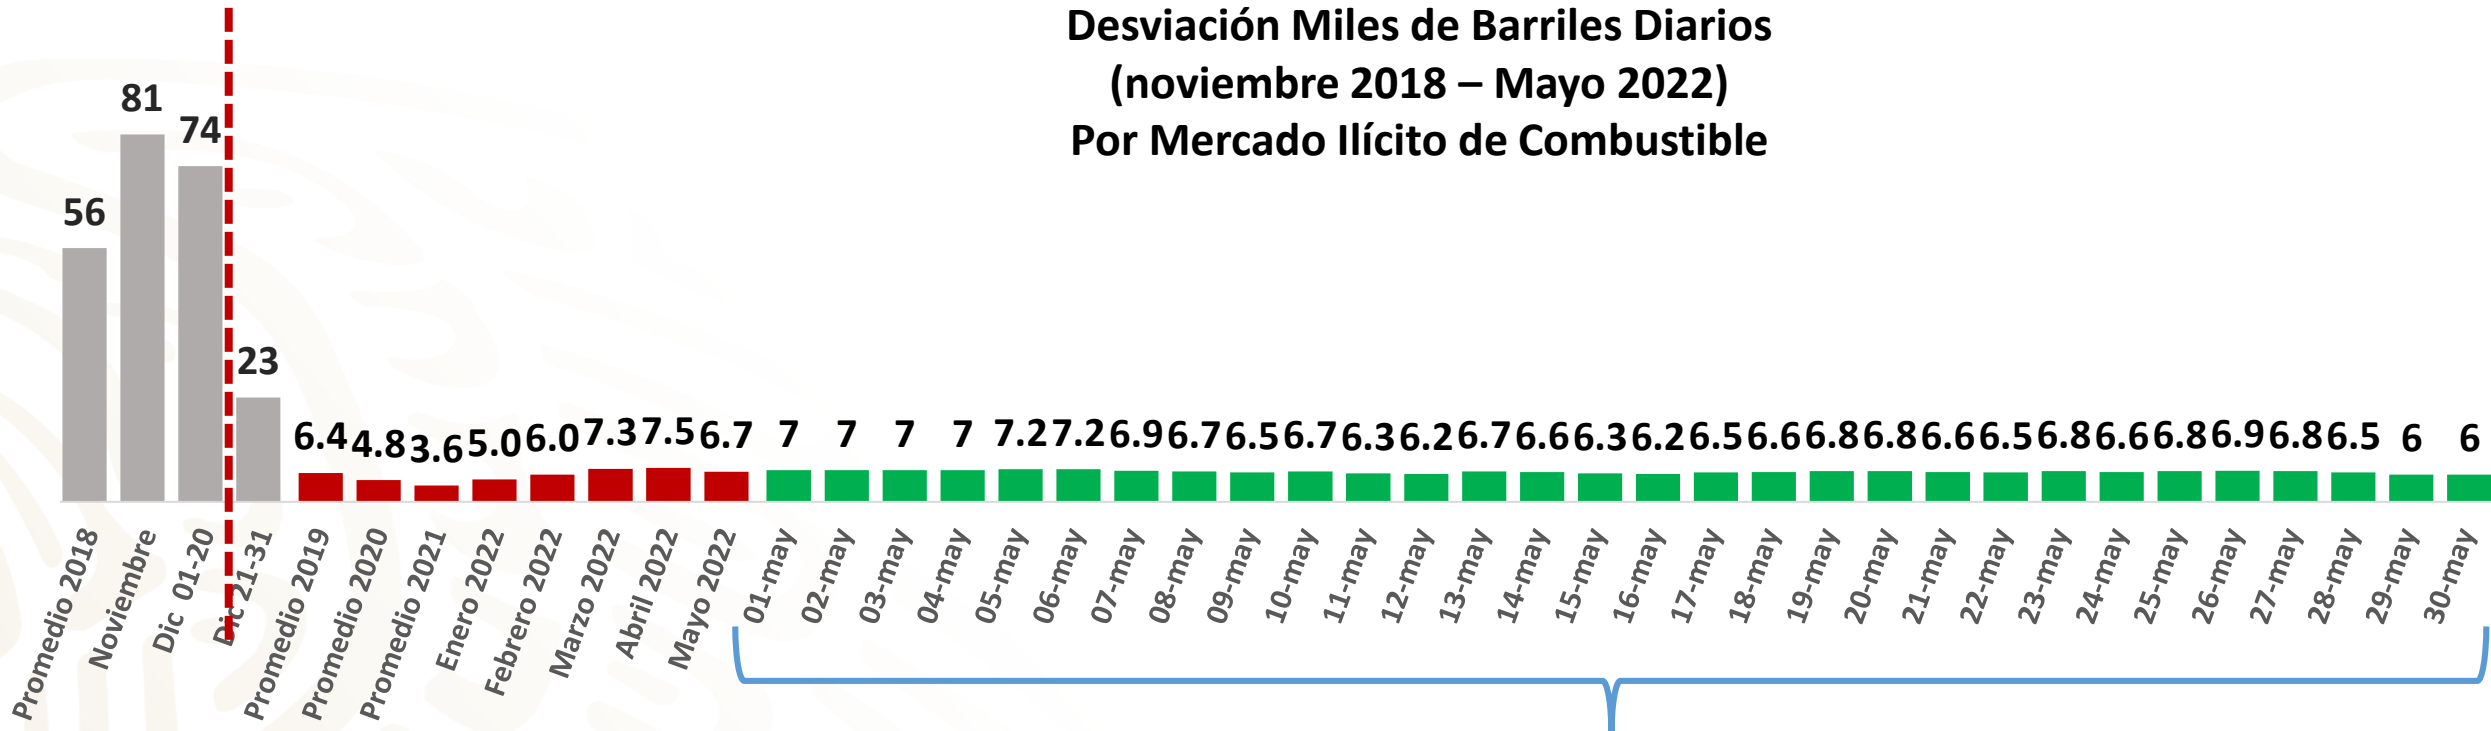 Desviación Miles de Barriles Diarios
(noviembre 2018 – Mayo 2022)
Por Mercado Ilícito de Combustible
56
81
74
23
6.4
4.8
3.6
5.0
6.0
7.3
7.5
6.7
7
7
7
7
7.2
7.2
6.9
6.7
6.5
6.7
6.3
6.2
6.7
6.6
6.3
6.2
6.5
6.6
6.8
6.8
6.6
6.5
6.8
6.6
6.8
6.9
6.8
6.5
6
6
Promedio 2018
Noviembre
Dic 01-20
Dic 21-31
Promedio 2019
Promedio 2020
Promedio 2021
Enero 2022
Febrero 2022
Marzo 2022
Abril 2022
Mayo 2022
01-may
02-may
03-may
04-may
05-may
06-may
07-may
08-may
09-may
10-may
11-may
12-may
13-may
14-may
15-may
16-may
17-may
18-may
19-may
20-may
21-may
22-may
23-may
24-may
25-may
26-may
27-may
28-may
29-may
30-may